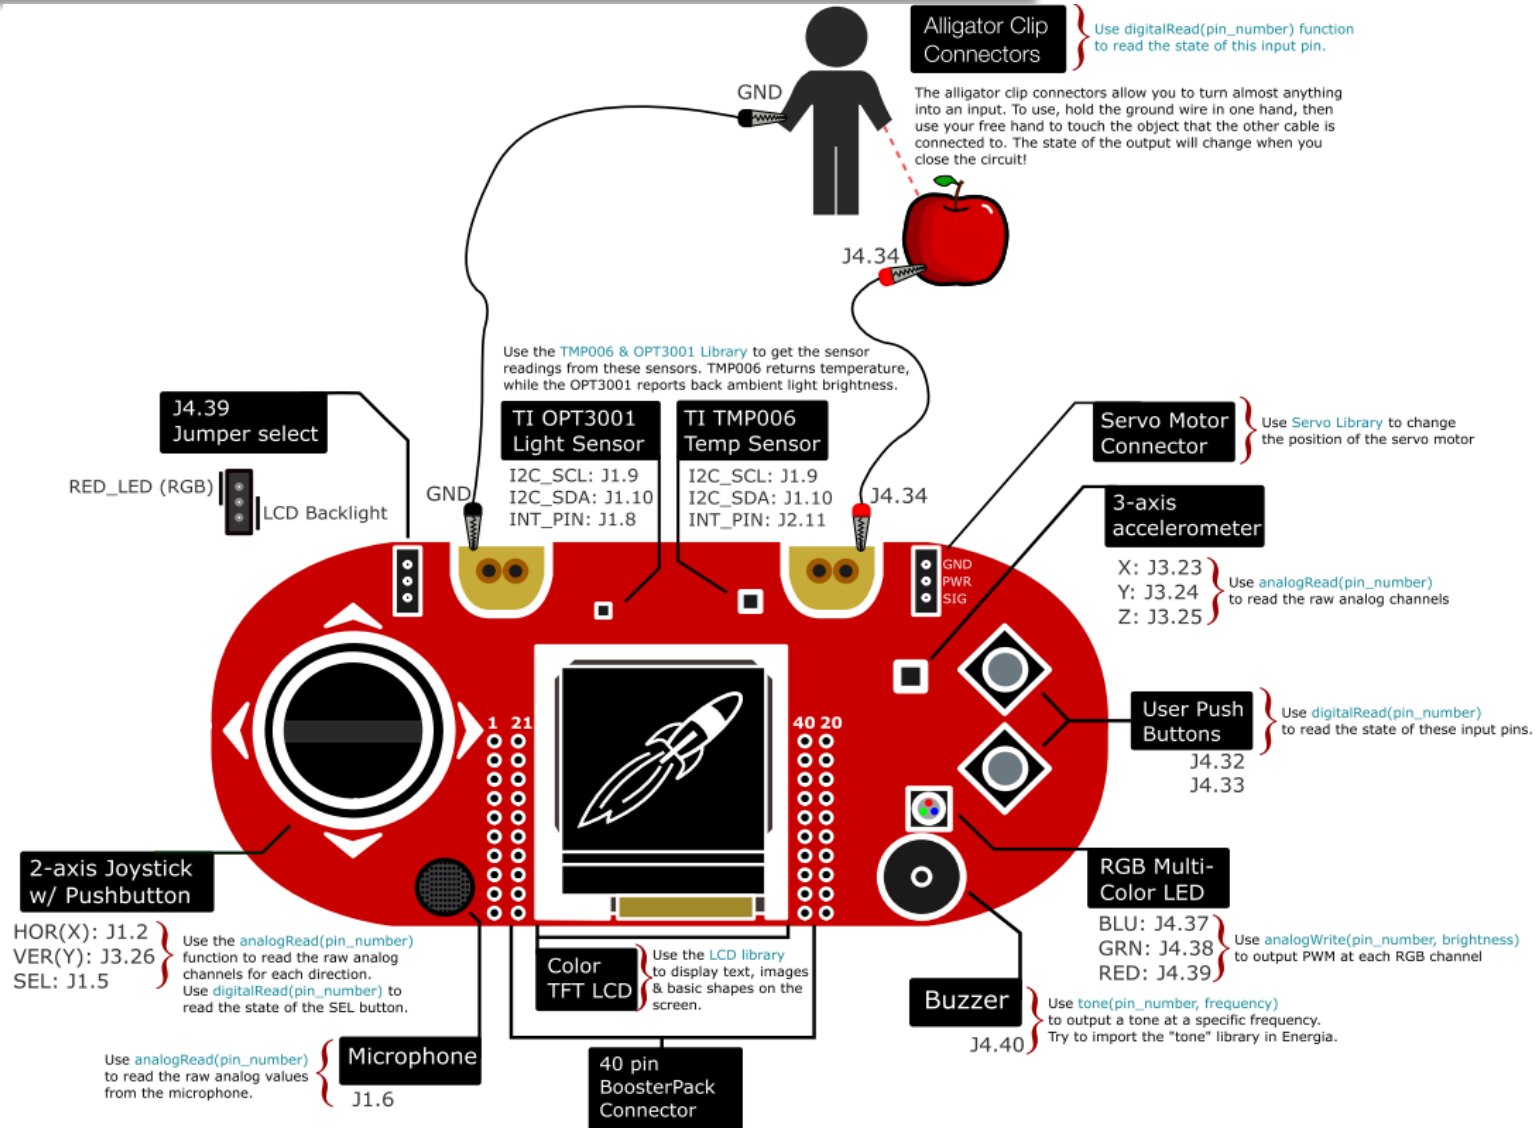 Alligator Clip
Connectors
Use digitalRead(pin_number) function
to read the state of this input pin.
The alligator clip connectors allow you to turn almost anything
into an input. To use, hold the ground wire in one hand, then
use your free hand to touch the object that the other cable is
connected to. The state of the output will change when you
close the circuit!
GND
J4.34
Use the TMP006 & OPT3001 Library to get the sensor
readings from these sensors. TMP006 returns temperature,
while the OPT3001 reports back ambient light brightness.
J4.39
Jumper select
RED_LED (RGB)
LCD Backlight
GND
TI OPT3001
Light Sensor
I2C_SCL: J1.9
I2C_SDA: J1.10
INT_PIN: J1.8
TI TMP006
Temp Sensor
I2C_SCL: J1.9
I2C_SDA: J1.10
INT_PIN: J2.11
J4.34
Servo Motor
Connector
Use Servo Library to change
the position of the servo motor
3-axis
accelerometer
X: J3.23
Y: J3.24
Z: J3.25
Use analogRead(pin_number)
to read the raw analog channels
GND
PWR
SIG
User Push
Buttons
J4.32
J4.33
Use digitalRead(pin_number)
to read the state of these input pins.
1 21
40 20
2-axis Joystick
w/ Pushbutton
HOR(X): J1.2
VER(Y): J3.26
SEL: J1.5
Use the analogRead(pin_number)
function to read the raw analog
channels for each direction.
Use digitalRead(pin_number) to
read the state of the SEL button.
RGB Multi-
Color LED
BLU: J4.37
GRN: J4.38
RED: J4.39
Use analogWrite(pin_number, brightness)
to output PWM at each RGB channel
Color
TFT LCD
Use the LCD library
to display text, images
& basic shapes on the
screen.
Buzzer
J4.40
Use tone(pin_number, frequency)
to output a tone at a specific frequency.
Try to import the "tone" library in Energia.
Use analogRead(pin_number)
to read the raw analog values
from the microphone.
Microphone
J1.6
40 pin
BoosterPack
Connector